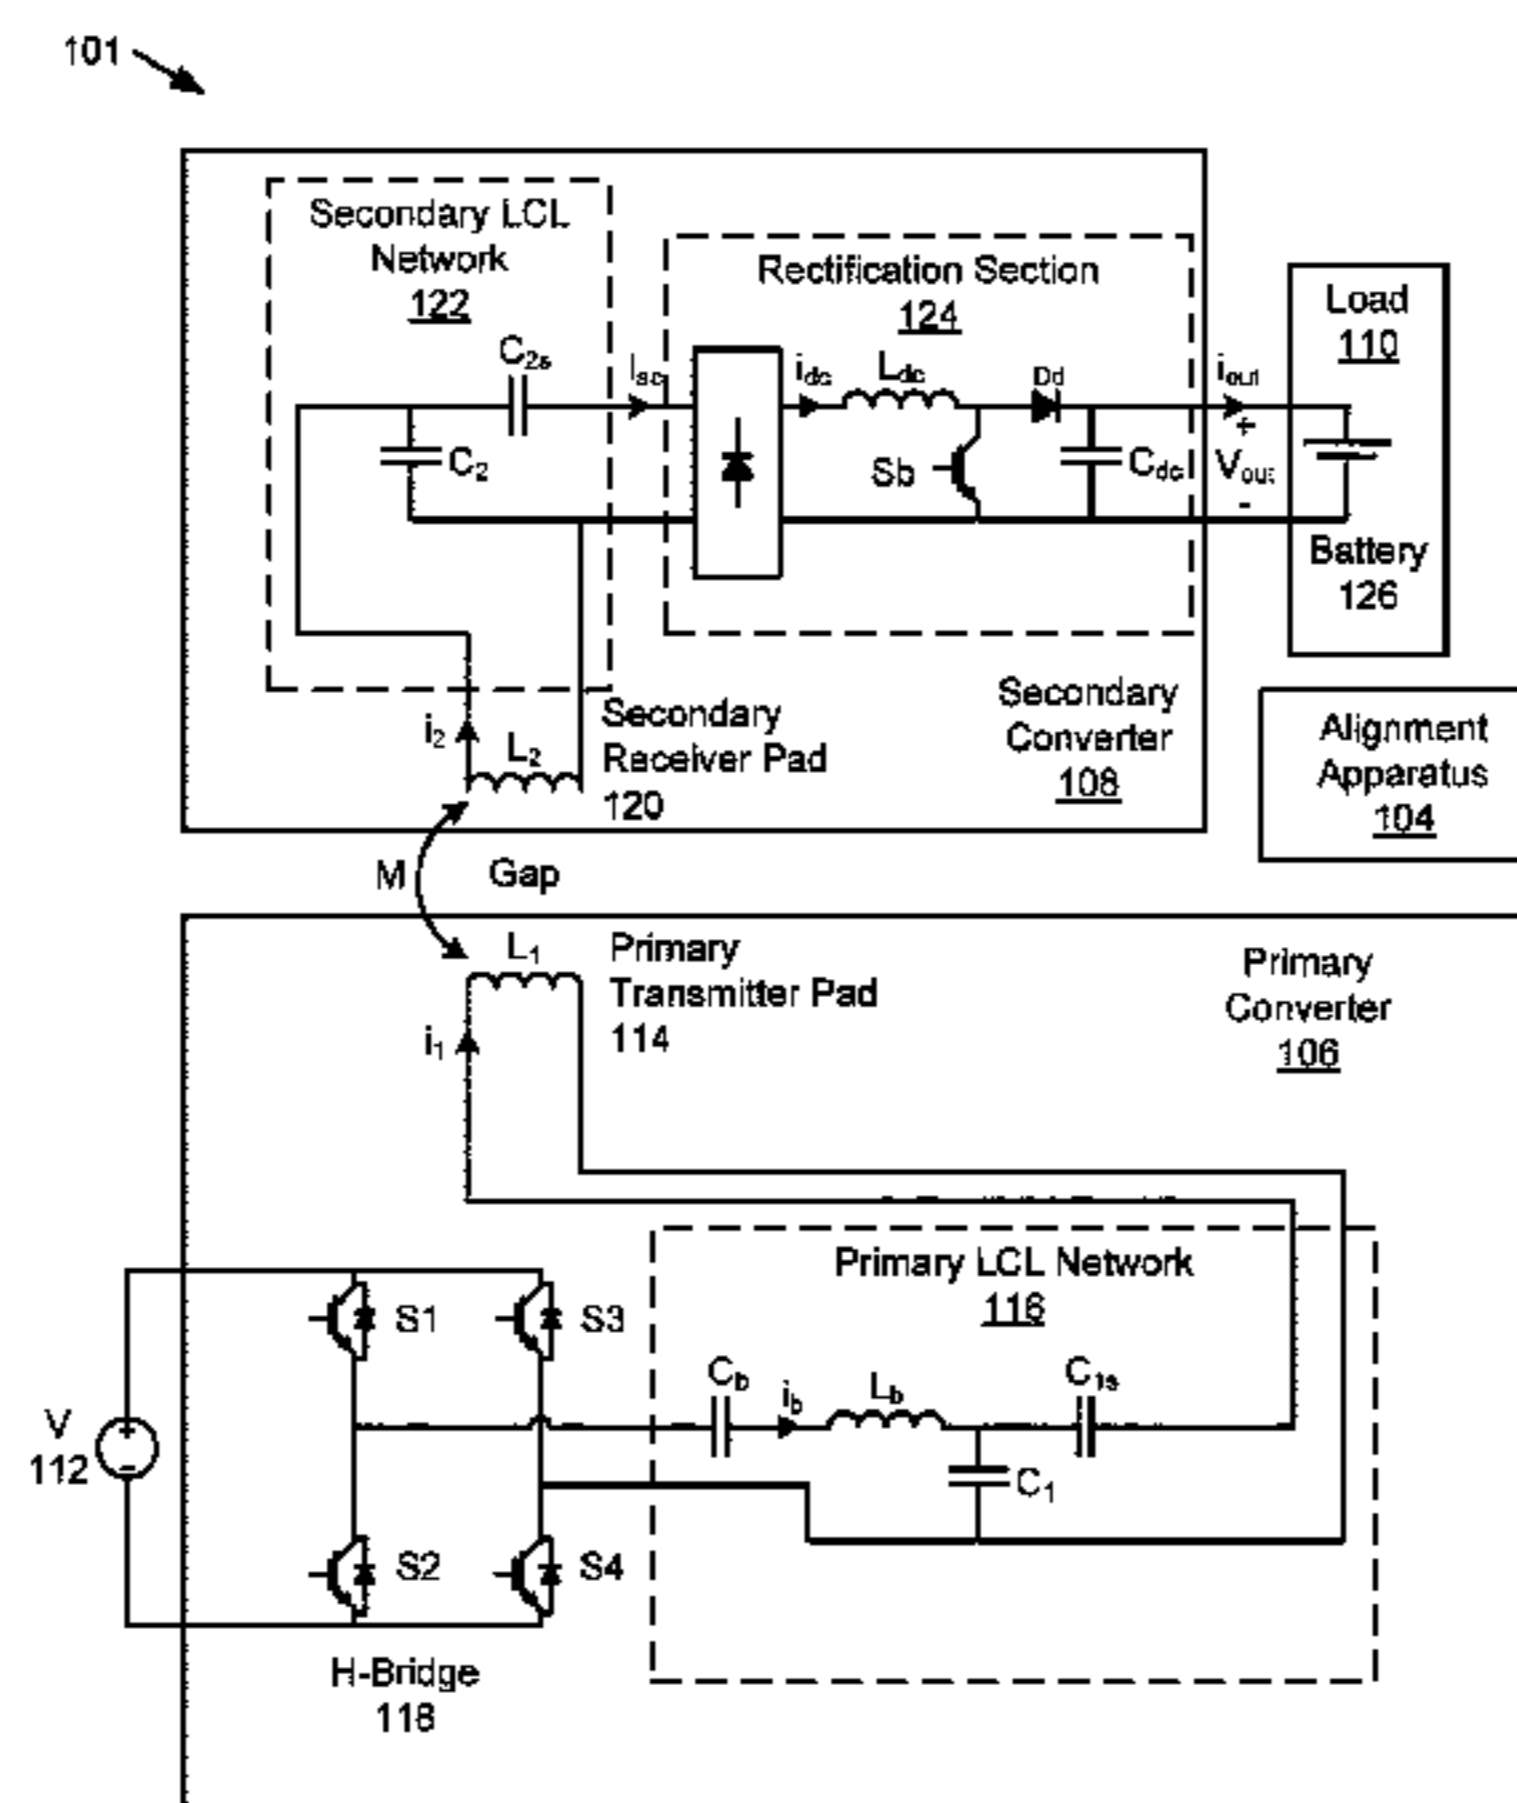 101
Secondary LCL
Network
122
Rectification Section
124
Load
110
C2s
Isc
idc
Ldc
Dd
iout
C2
Sb
Cdc
+
Vout
-
Battery
126
Secondary
Converter
108
i2
L2
Secondary
Receiver Pad
120
Alignment
Apparatus
104
M
Gap
L1
Primary
Transmitter Pad
114
Primary
Converter
106
i1
Primary LCL Network
116
S1
S3
Cb
ib
Lb
C1s
V
112
+
-
C1
S2
S4
H-Bridge
118